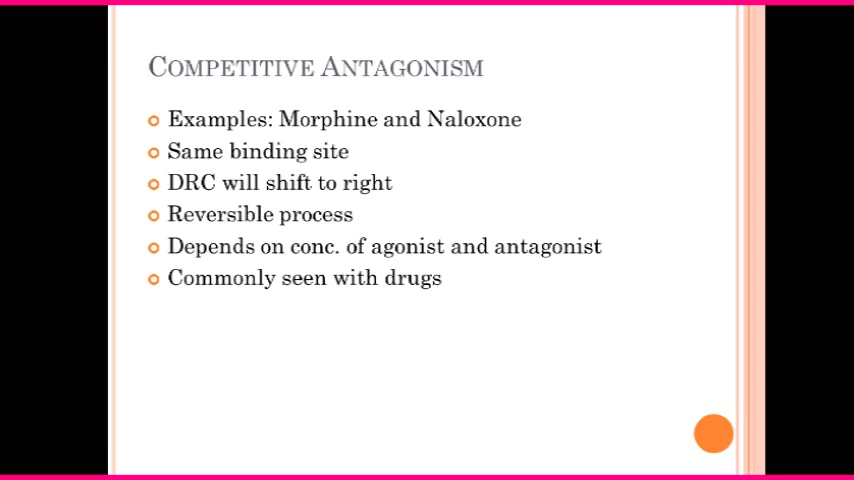 Competitive Antagonism
Examples: Morphine and Naloxone
Same binding site
DRC will shift to right
Reversible process
Depends on conc. of agonist and antagonist
Commonly seen with drugs